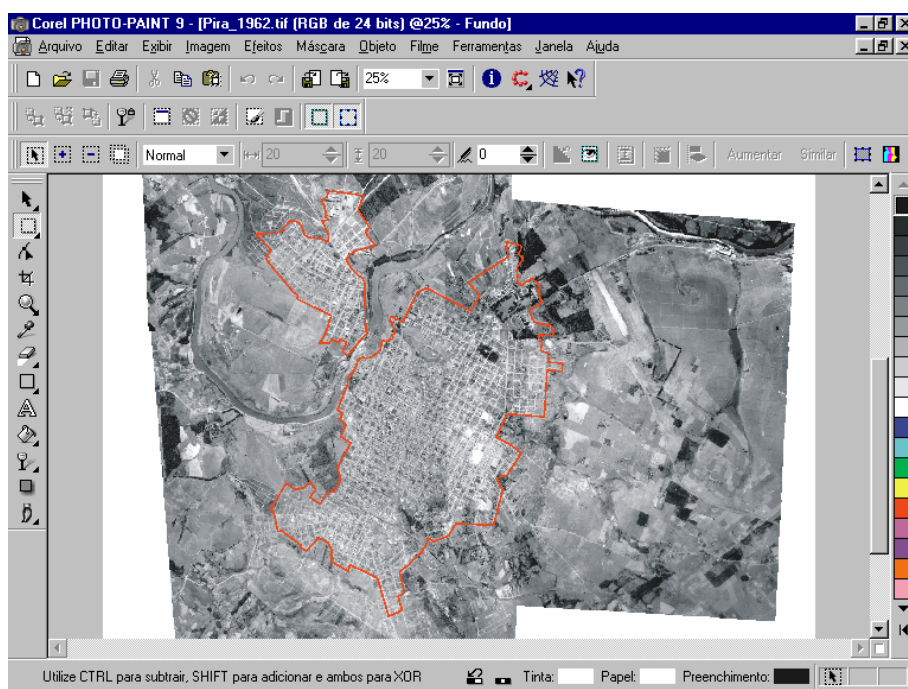 Corel PHOTO-PAINT 9 - [Pira_1962.tif (RGB de 24 bits) @25% - Fundo]
Arquivo Editar Exibir Imagem Efeitos Máscara Objeto Filme Ferramentas Janela Ajuda
25%
Normal 20 20 0 Aumentar Similar
Utilize CTRL para subtrair, SHIFT para adicionar e ambos para XOR Tinta: Papel: Preenchimento: